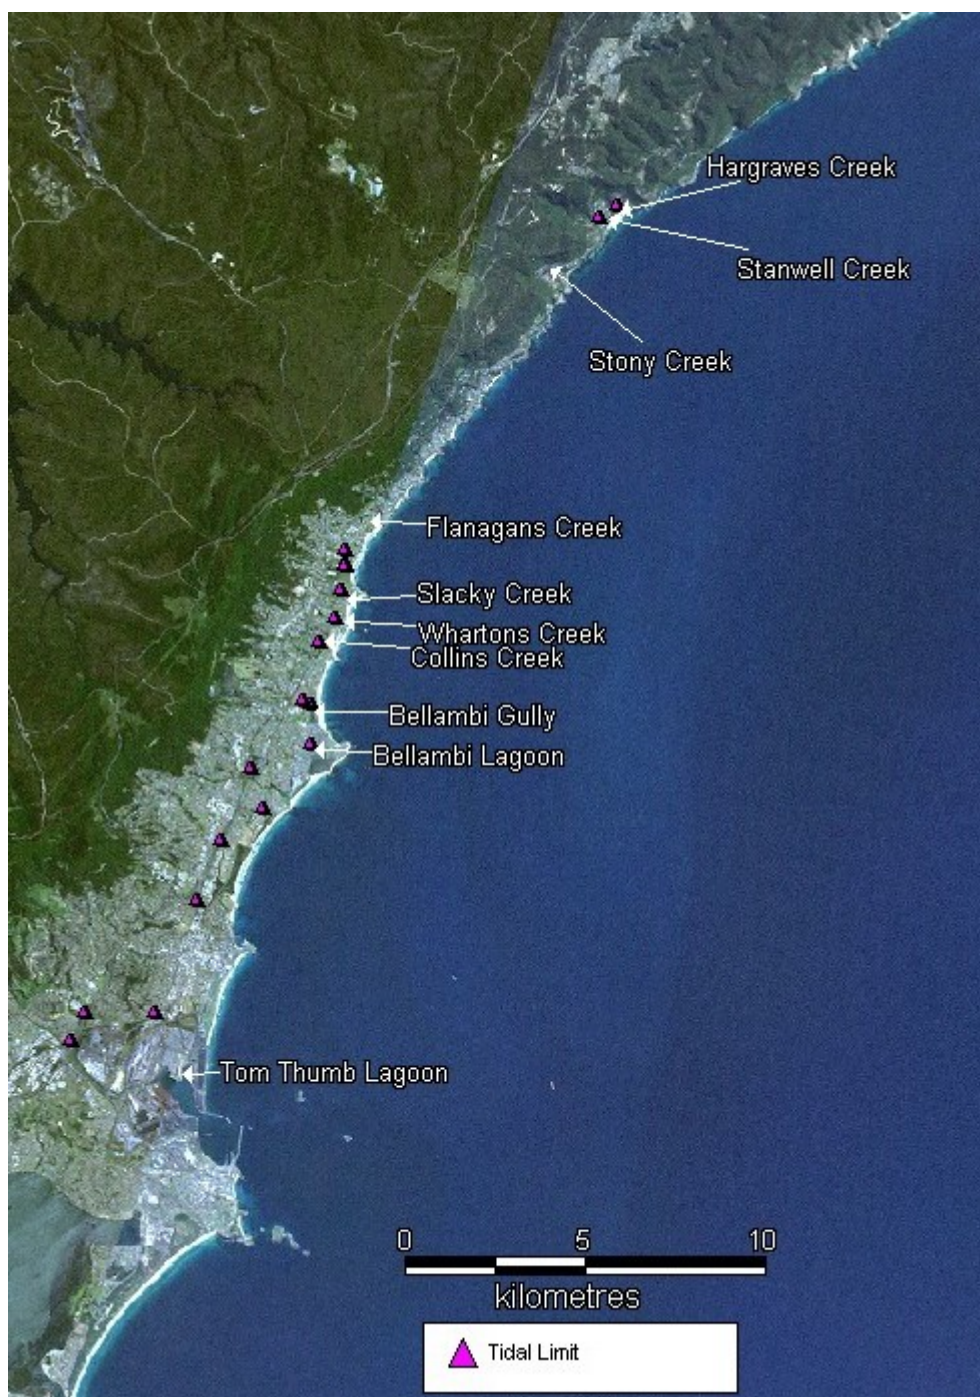 Hargraves Creek
Stanwell Creek
Stony Creek
Flanagans Creek
Slacky Creek
Whartons Creek
Collins Creek
Bellambi Gully
Bellambi Lagoon
Tom Thumb Lagoon
0 5 10
kilometres
Tidal Limit